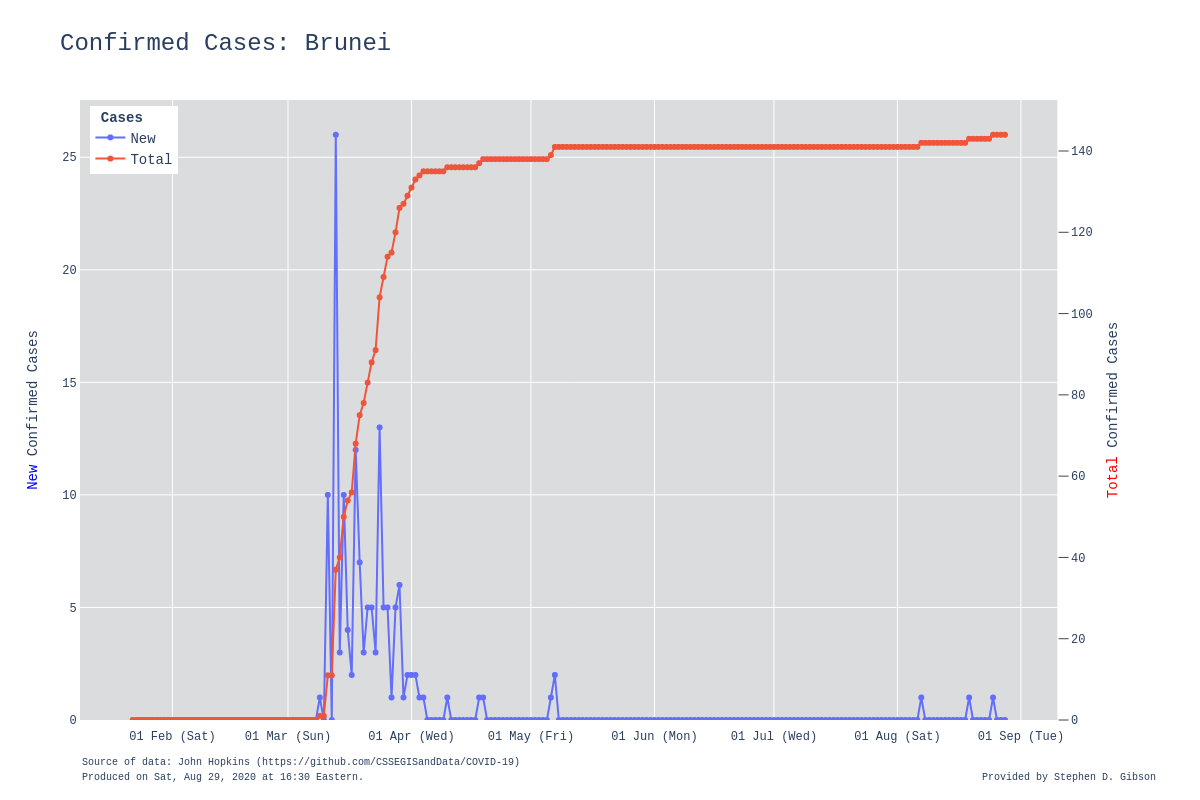 Confirmed Cases: Brunei
Cases
New
Total
25
20
15
10
5
0
140
120
100
80
60
40
20
0
New Confirmed Cases
Total Confirmed Cases
01 Feb (Sat) 01 Mar (Sun) 01 Apr (Wed) 01 May (Fri) 01 Jun (Mon) 01 Jul (Wed) 01 Aug (Sat) 01 Sep (Tue)
Source of data: John Hopkins (https://github.com/CSSEGISandData/COVID-19)
Produced on Sat, Aug 29, 2020 at 16:30 Eastern.
Provided by Stephen D. Gibson